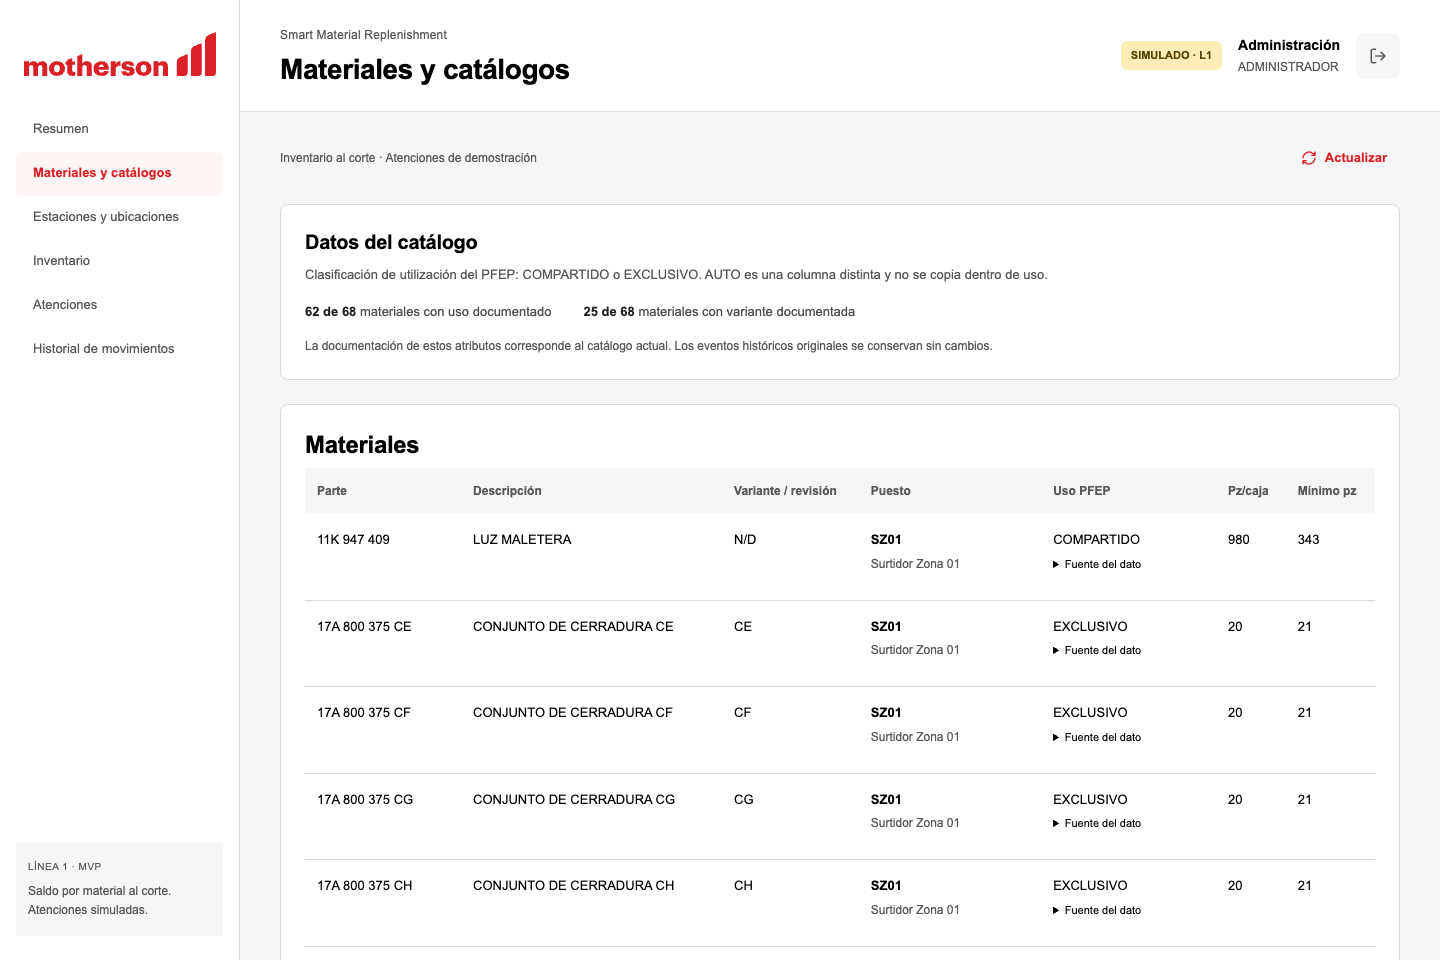 motherson
Resumen
Materiales y catálogos
Estaciones y ubicaciones
Inventario
Atenciones
Historial de movimientos
LÍNEA 1 · MVP
Saldo por material al corte.
Atenciones simuladas.
Smart Material Replenishment
Materiales y catálogos
SIMULADO · L1
Administración
ADMINISTRADOR
Inventario al corte · Atenciones de demostración
Actualizar
Datos del catálogo
Clasificación de utilización del PFEP: COMPARTIDO o EXCLUSIVO. AUTO es una columna distinta y no se copia dentro de uso.
62 de 68 materiales con uso documentado 25 de 68 materiales con variante documentada
La documentación de estos atributos corresponde al catálogo actual. Los eventos históricos originales se conservan sin cambios.
Materiales
Parte Descripción Variante / revisión Puesto Uso PFEP Pz/caja Mínimo pz
11K 947 409 LUZ MALETERA N/D SZ01 COMPARTIDO 980 343
Surtidor Zona 01 Fuente del dato
17A 800 375 CE CONJUNTO DE CERRADURA CE CE SZ01 EXCLUSIVO 20 21
Surtidor Zona 01 Fuente del dato
17A 800 375 CF CONJUNTO DE CERRADURA CF CF SZ01 EXCLUSIVO 20 21
Surtidor Zona 01 Fuente del dato
17A 800 375 CG CONJUNTO DE CERRADURA CG CG SZ01 EXCLUSIVO 20 21
Surtidor Zona 01 Fuente del dato
17A 800 375 CH CONJUNTO DE CERRADURA CH CH SZ01 EXCLUSIVO 20 21
Surtidor Zona 01 Fuente del dato